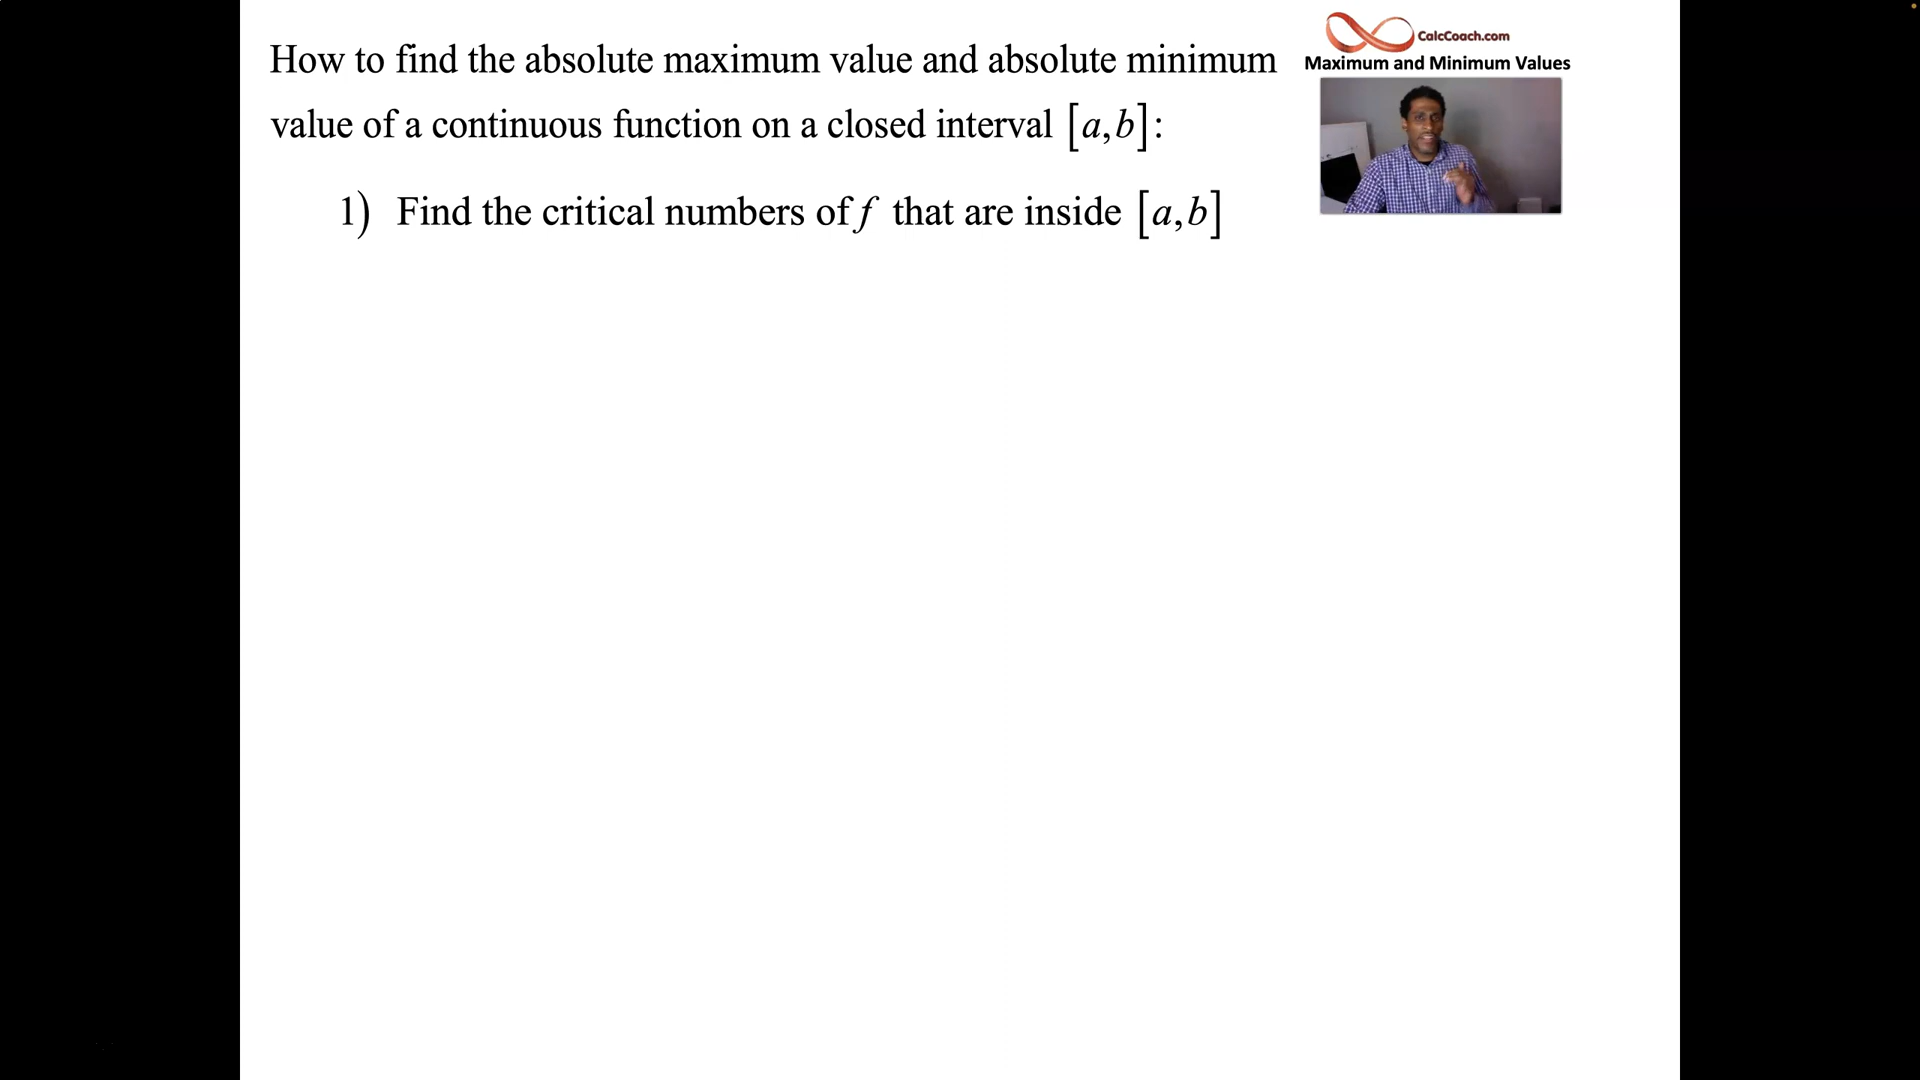 How to find the absolute maximum value and absolute minimum
value of a continuous function on a closed interval [a,b]:
1) Find the critical numbers of f that are inside [a,b]
CalcCoach.com
Maximum and Minimum Values